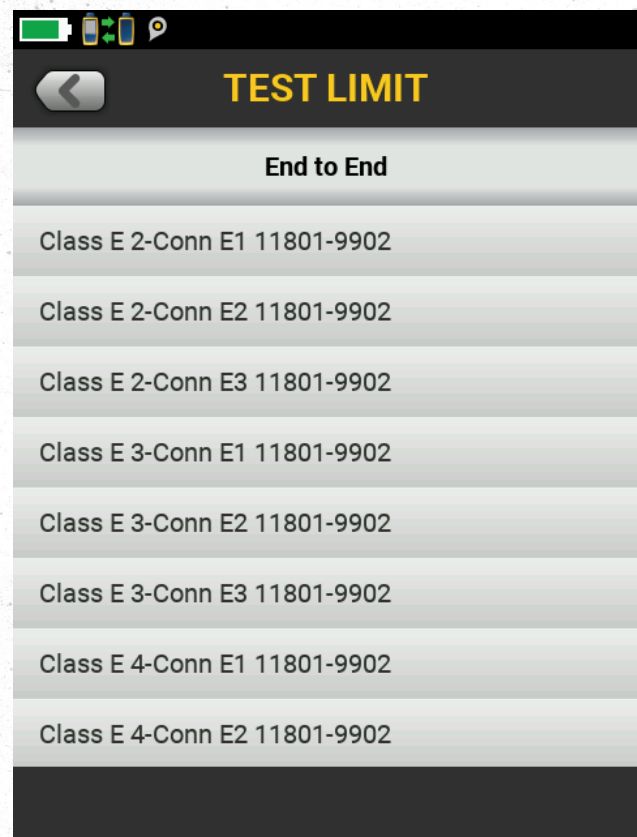 TEST LIMIT
End to End
Class E 2-Conn E1 11801-9902
Class E 2-Conn E2 11801-9902
Class E 2-Conn E3 11801-9902
Class E 3-Conn E1 11801-9902
Class E 3-Conn E2 11801-9902
Class E 3-Conn E3 11801-9902
Class E 4-Conn E1 11801-9902
Class E 4-Conn E2 11801-9902